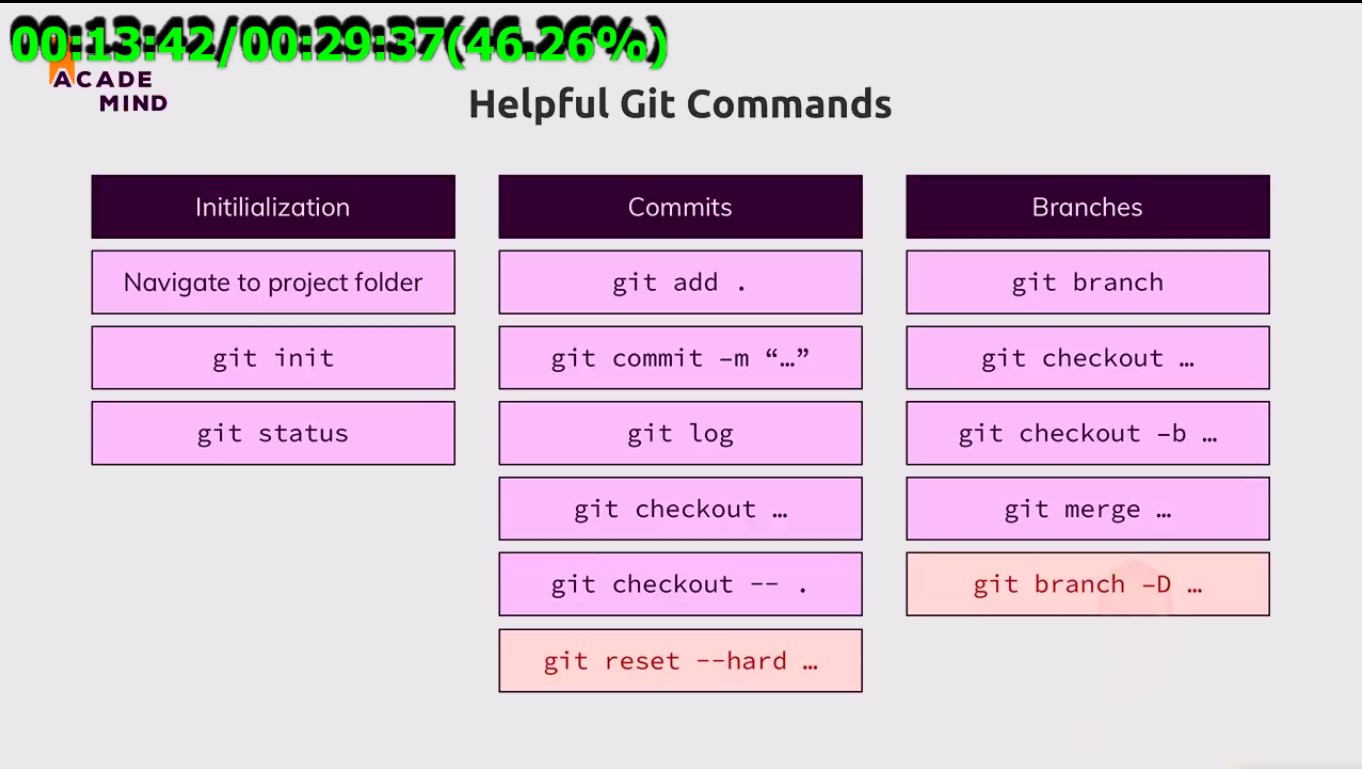 00:13:42/00:29:37(46.26%)
ACADE
MIND
Helpful Git Commands
Initilialization
Navigate to project folder
git init
git status
Commits
git add .
git commit –m “…”
git log
git checkout …
git checkout -- .
git reset --hard …
Branches
git branch
git checkout …
git checkout –b …
git merge …
git branch –D …